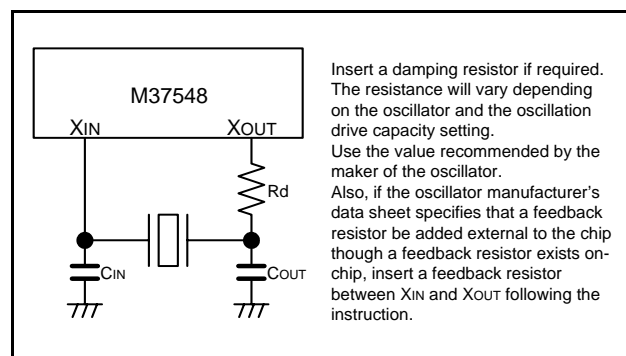 M37548
XIN
XOUT
Rd
CIN
COUT
Insert a damping resistor if required.
The resistance will vary depending
on the oscillator and the oscillation
drive capacity setting.
Use the value recommended by the
maker of the oscillator.
Also, if the oscillator manufacturer's
data sheet specifies that a feedback
resistor be added external to the chip
though a feedback resistor exists on-
chip, insert a feedback resistor
between XIN and XOUT following the
instruction.